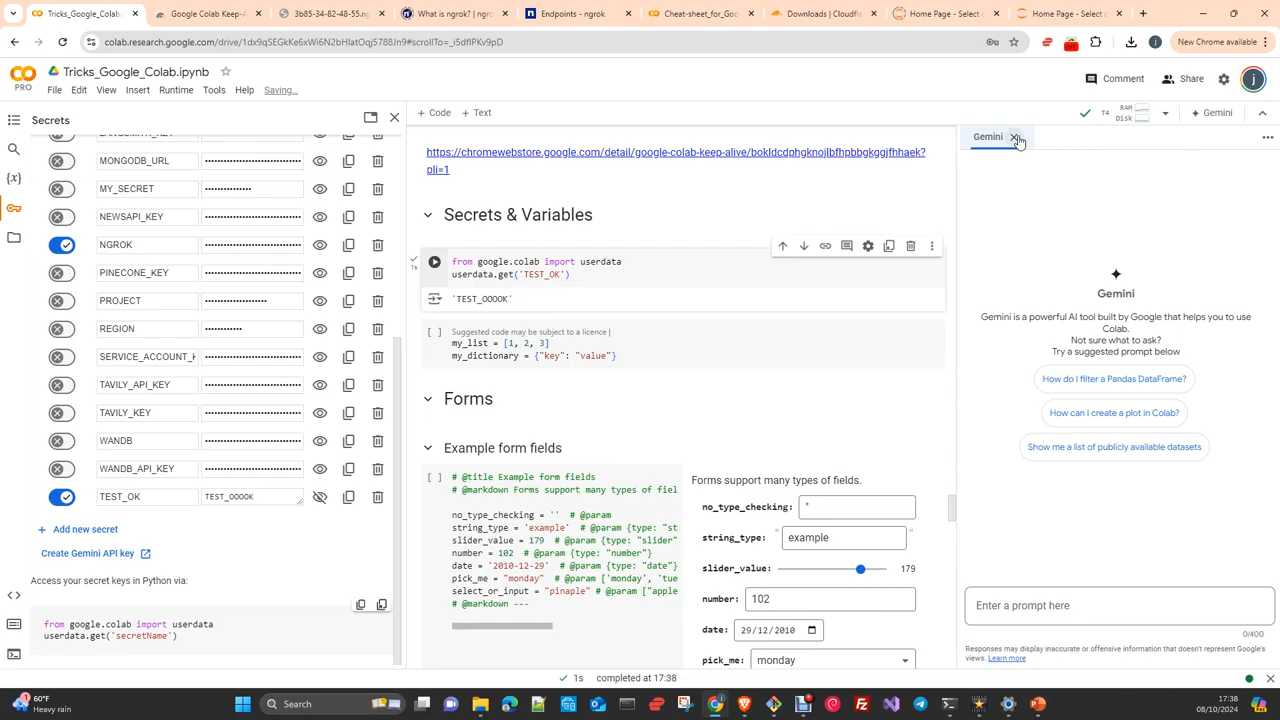 Tricks_Google_Colab.ipynb
Google Colab Keep-A
3b85-34-82-48-55.ng
What is ngrok? | ngro
Endpoints - ngrok
Cheat-sheet_for_Goo
Downloads | Cloudfla
Home Page - Select o
Home Page - Select o
colab.research.google.com/drive/1dx9qSEgKke6xWi6N2bHIatOqj5788Jn9#scrollTo=_i5dfIPKv9pD
OFF
j
New Chrome available
PRO
Tricks_Google_Colab.ipynb
Comment
Share
j
File Edit View Insert Runtime Tools Help Saving...
Secrets
+ Code + Text
T4
RAM
Disk
Gemini
MONGODB_URL
MY_SECRET
NEWSAPI_KEY
NGROK
PINECONE_KEY
PROJECT
REGION
SERVICE_ACCOUNT_K
TAVILY_API_KEY
TAVILY_KEY
WANDB
WANDB_API_KEY
TEST_OK TEST_OOOOK
+ Add new secret
Create Gemini API key
Access your secret keys in Python via:
from google.colab import userdata
userdata.get('secretName')
https://chromewebstore.google.com/detail/google-colab-keep-alive/bokldcdphgknojlbfhpbbgkggjfhhaek?
pli=1
Secrets & Variables
1s
from google.colab import userdata
userdata.get('TEST_OK')
'TEST_OOOOK'
[ ] Suggested code may be subject to a licence |
my_list = [1, 2, 3]
my_dictionary = {"key": "value"}
Forms
Example form fields
[ ] # @title Example form fields
# @markdown Forms support many types of fiel
no_type_checking = '' # @param
string_type = 'example' # @param {type: "st
slider_value = 179 # @param {type: "slider"
number = 102 # @param {type: "number"}
date = '2010-12-29' # @param {type: "date"}
pick_me = "monday" # @param ['monday', 'tue
select_or_input = "pinaple" # @param ["apple
# @markdown ---
Forms support many types of fields.
no_type_checking: "
string_type: " example "
slider_value: 179
number: 102
date: 29/12/2010
pick_me: monday
Gemini
Gemini
Gemini is a powerful AI tool built by Google that helps you to use
Colab.
Not sure what to ask?
Try a suggested prompt below
How do I filter a Pandas DataFrame?
How can I create a plot in Colab?
Show me a list of publicly available datasets
Enter a prompt here
0/400
Responses may display inaccurate or offensive information that doesn't represent Google's
views. Learn more
1s completed at 17:38
60°F
Heavy rain
Search
17:38
08/10/2024